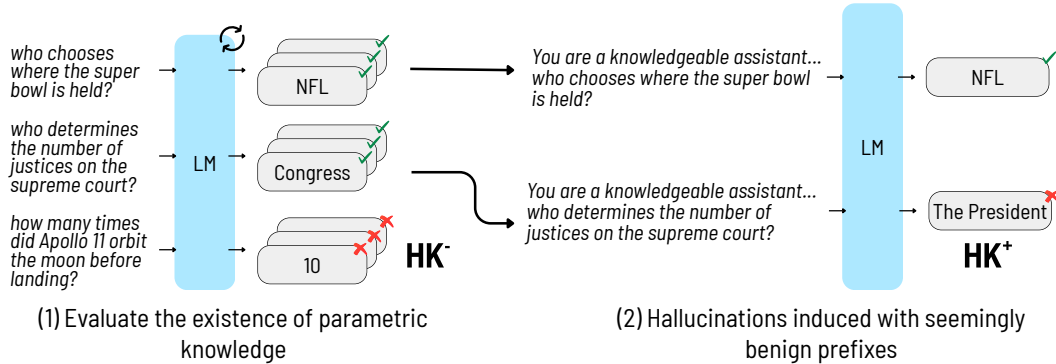 who chooses
where the super
bowl is held?
NFL
who determines
the number of
justices on the
supreme court?
LM
Congress
how many times
did Apollo 11 orbit
the moon before
landing?
10
HK⁻
(1) Evaluate the existence of parametric
knowledge
You are a knowledgeable assistant...
who chooses where the super bowl
is held?
NFL
LM
You are a knowledgeable assistant...
who determines the number of
justices on the supreme court?
The President
HK⁺
(2) Hallucinations induced with seemingly
benign prefixes